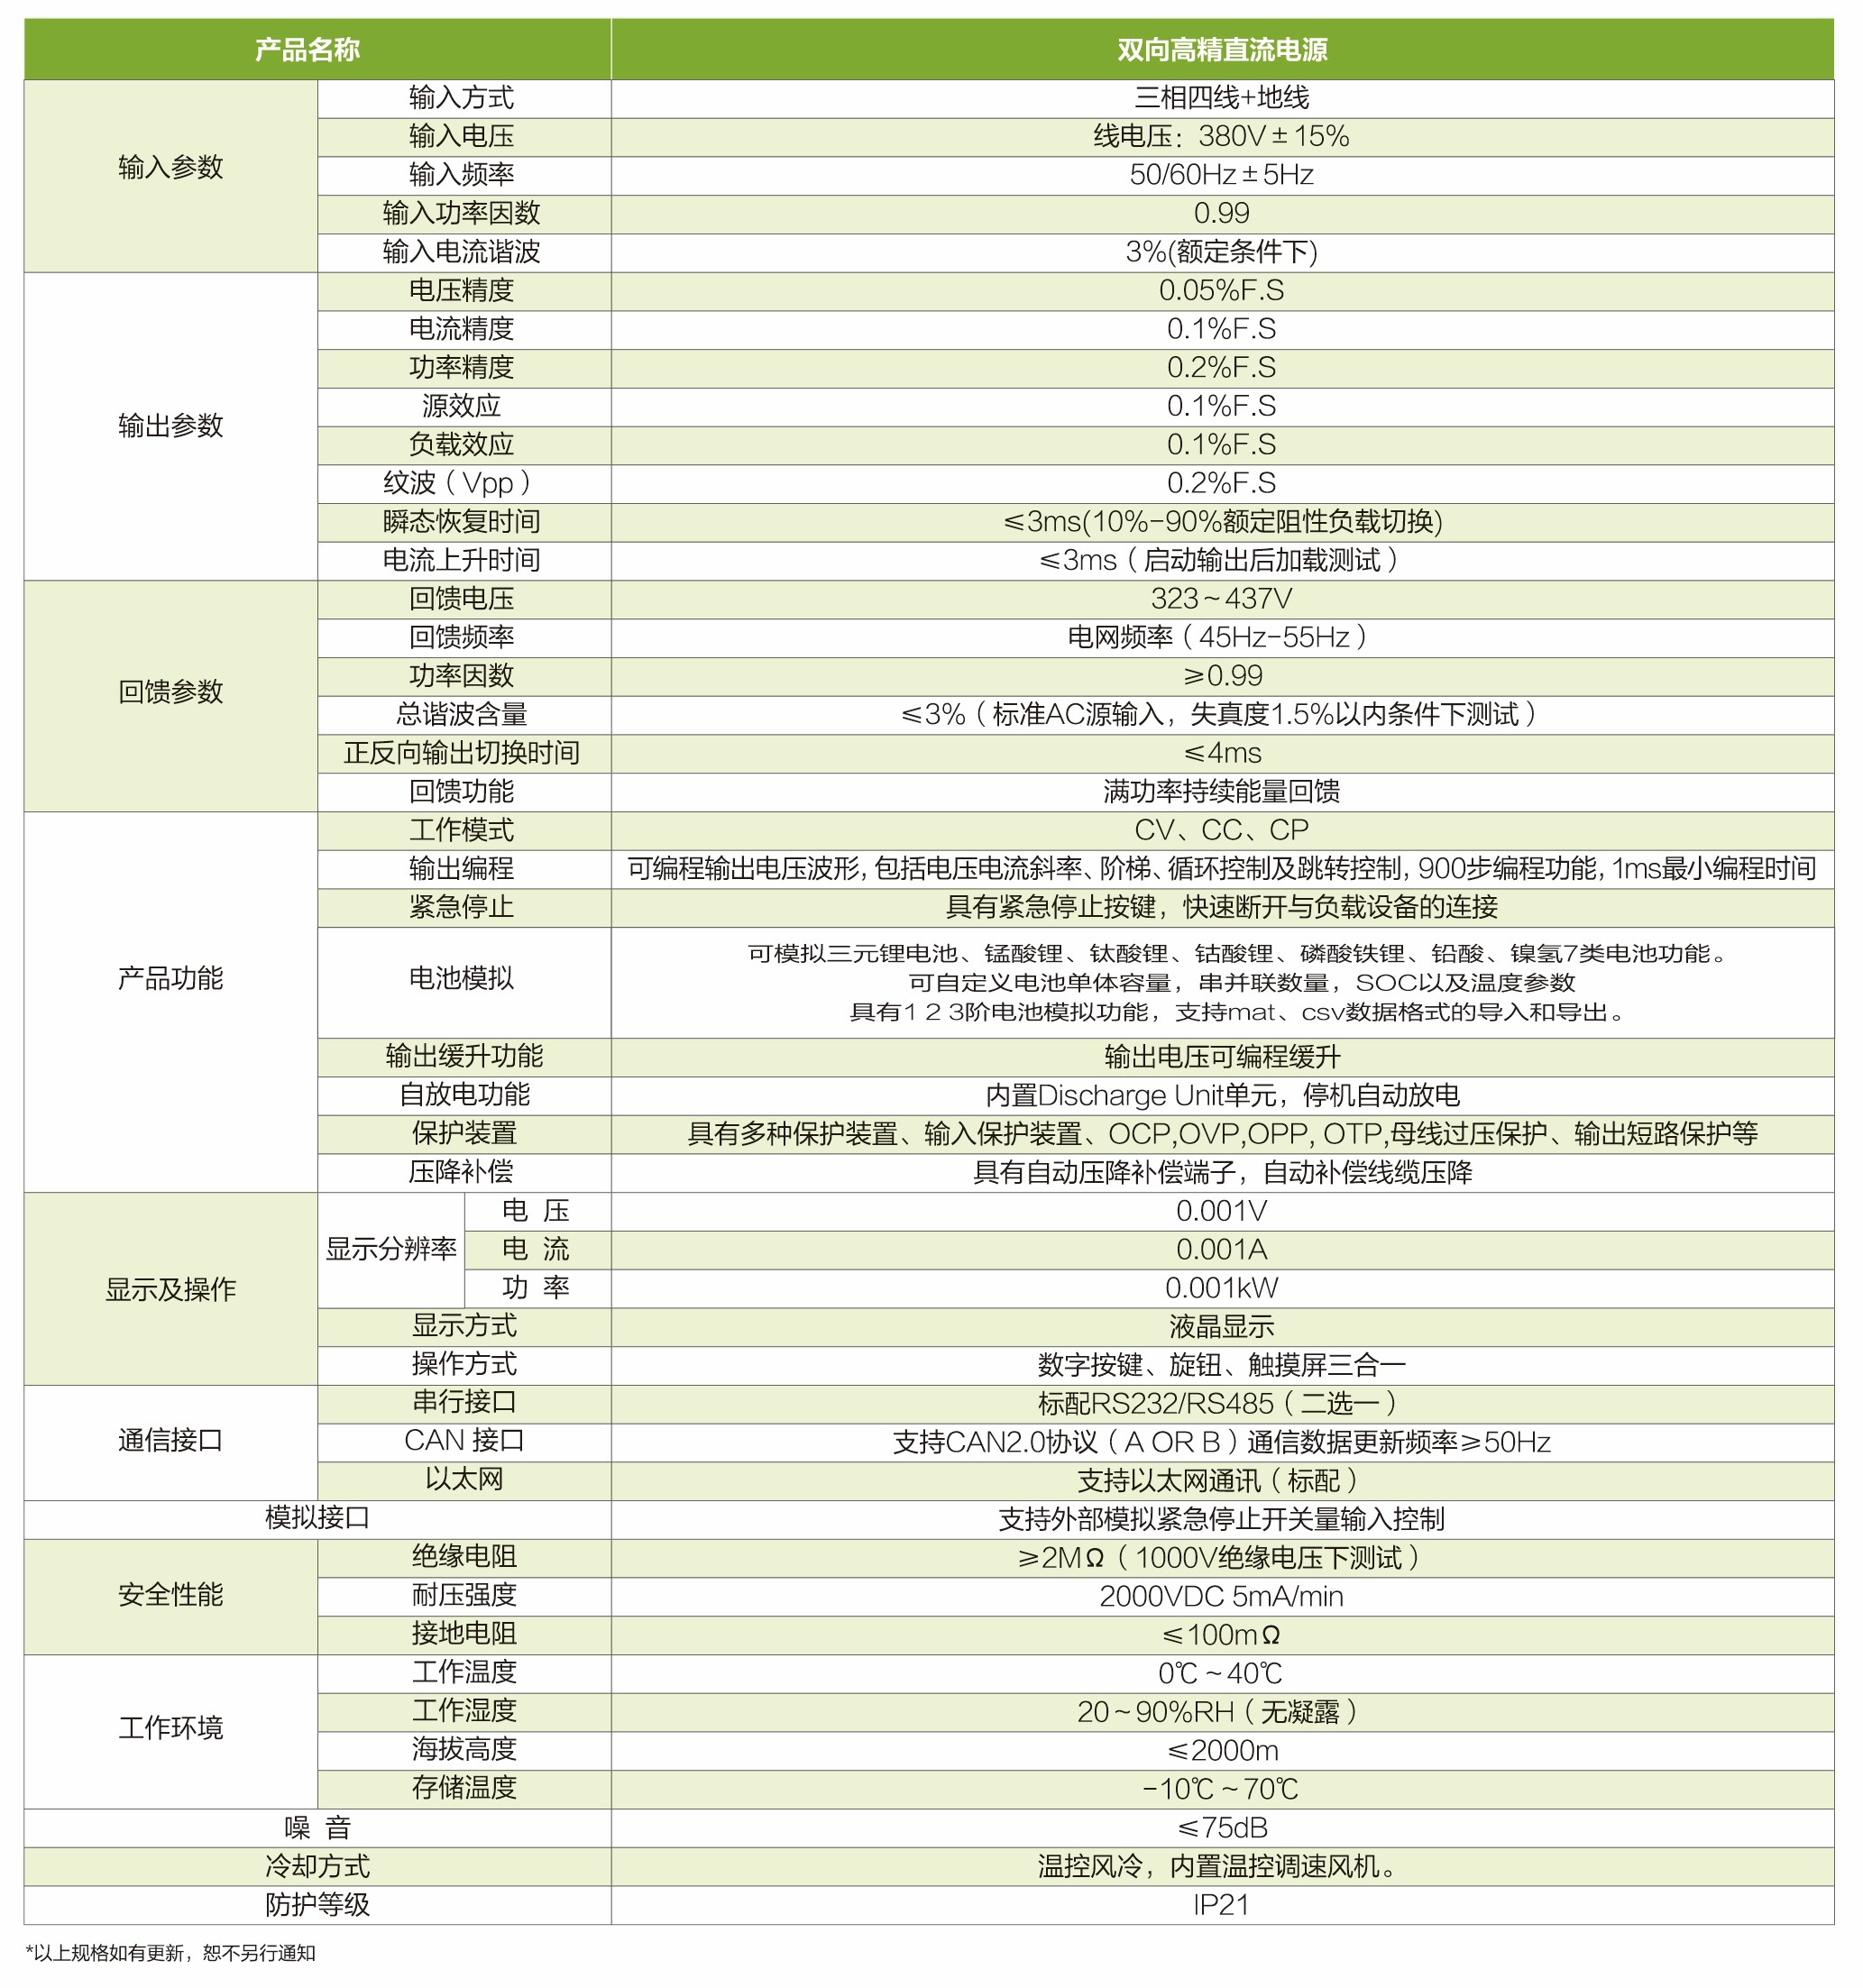 产品名称 双向高精直流电源
输入参数
输入方式 三相四线+地线
输入电压 线电压：380V±15%
输入频率 50/60Hz±5Hz
输入功率因数 0.99
输入电流谐波 3%(额定条件下)
输出参数
电压精度 0.05%F.S
电流精度 0.1%F.S
功率精度 0.2%F.S
源效应 0.1%F.S
负载效应 0.1%F.S
纹波（Vpp） 0.2%F.S
瞬态恢复时间 ≤3ms(10%-90%额定阻性负载切换)
电流上升时间 ≤3ms（启动输出后加载测试）
回馈参数
回馈电压 323～437V
回馈频率 电网频率（45Hz-55Hz）
功率因数 ≥0.99
总谐波含量 ≤3%（标准AC源输入，失真度1.5%以内条件下测试）
正反向输出切换时间 ≤4ms
回馈功能 满功率持续能量回馈
产品功能
工作模式 CV、CC、CP
输出编程 可编程输出电压波形, 包括电压电流斜率、阶梯、循环控制及跳转控制, 900步编程功能, 1ms最小编程时间
紧急停止 具有紧急停止按键，快速断开与负载设备的连接
电池模拟
可模拟三元锂电池、锰酸锂、钛酸锂、钴酸锂、磷酸铁锂、铅酸、镍氢7类电池功能。
可自定义电池单体容量，串并联数量，SOC以及温度参数
具有1 2 3阶电池模拟功能，支持mat、csv数据格式的导入和导出。
输出缓升功能 输出电压可编程缓升
自放电功能 内置Discharge Unit单元，停机自动放电
保护装置 具有多种保护装置、输入保护装置、OCP,OVP,OPP, OTP,母线过压保护、输出短路保护等
压降补偿 具有自动压降补偿端子，自动补偿线缆压降
显示及操作
显示分辨率
电 压 0.001V
电 流 0.001A
功 率 0.001kW
显示方式 液晶显示
操作方式 数字按键、旋钮、触摸屏三合一
通信接口
串行接口 标配RS232/RS485（二选一）
CAN 接口 支持CAN2.0协议（A OR B）通信数据更新频率≥50Hz
以太网 支持以太网通讯（标配）
模拟接口 支持外部模拟紧急停止开关量输入控制
安全性能
绝缘电阻 ≥2MΩ（1000V绝缘电压下测试）
耐压强度 2000VDC 5mA/min
接地电阻 ≤100mΩ
工作环境
工作温度 0℃～40℃
工作湿度 20～90%RH（无凝露）
海拔高度 ≤2000m
存储温度 -10℃～70℃
噪 音 ≤75dB
冷却方式 温控风冷，内置温控调速风机。
防护等级 IP21
*以上规格如有更新，恕不另行通知